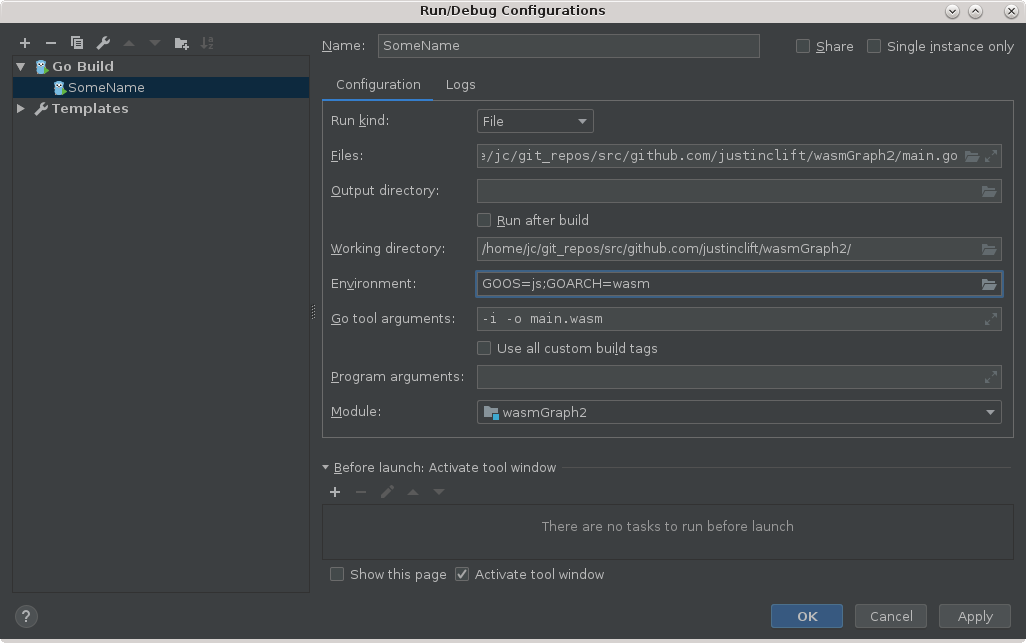 Run/Debug Configurations
Name: SomeName Share Single instance only
Go Build
SomeName
Templates
Configuration Logs
Run kind: File
Files: /jc/git_repos/src/github.com/justinclift/wasmGraph2/main.go
Output directory:
Run after build
Working directory: /home/jc/git_repos/src/github.com/justinclift/wasmGraph2/
Environment: GOOS=js;GOARCH=wasm
Go tool arguments: -i -o main.wasm
Use all custom build tags
Program arguments:
Module: wasmGraph2
Before launch: Activate tool window
There are no tasks to run before launch
Show this page Activate tool window
? OK Cancel Apply